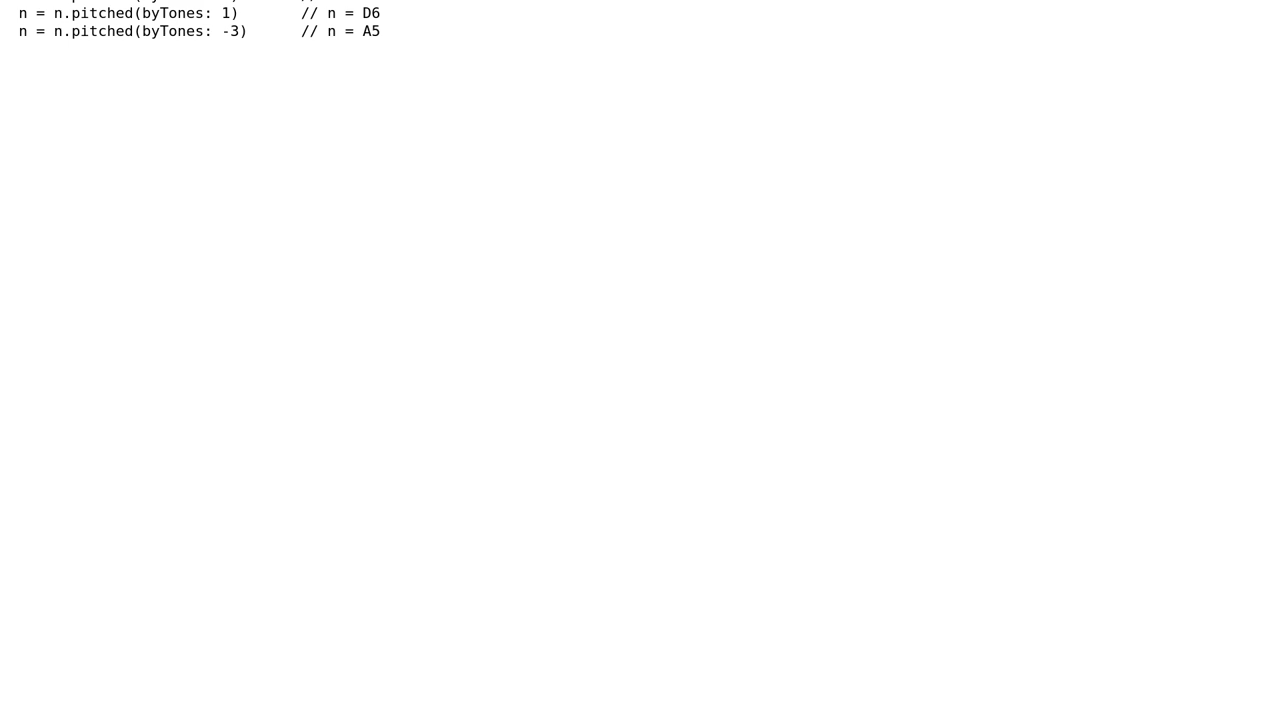 n = n.pitched(byTones: 1)       // n = D6
n = n.pitched(byTones: -3)      // n = A5